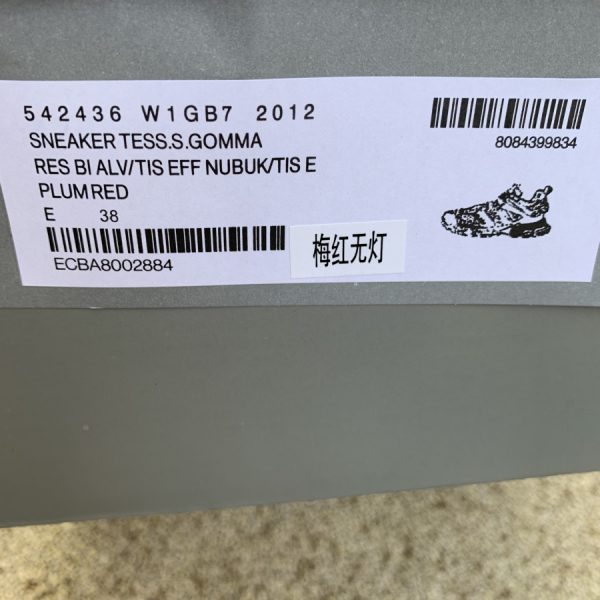 542436 W1GB7 2012
8084399834
SNEAKER TESS.S.GOMMA
RES BI ALV/TIS EFF NUBUK/TIS E
PLUM RED
E 38
ECBA8002884
梅红无灯